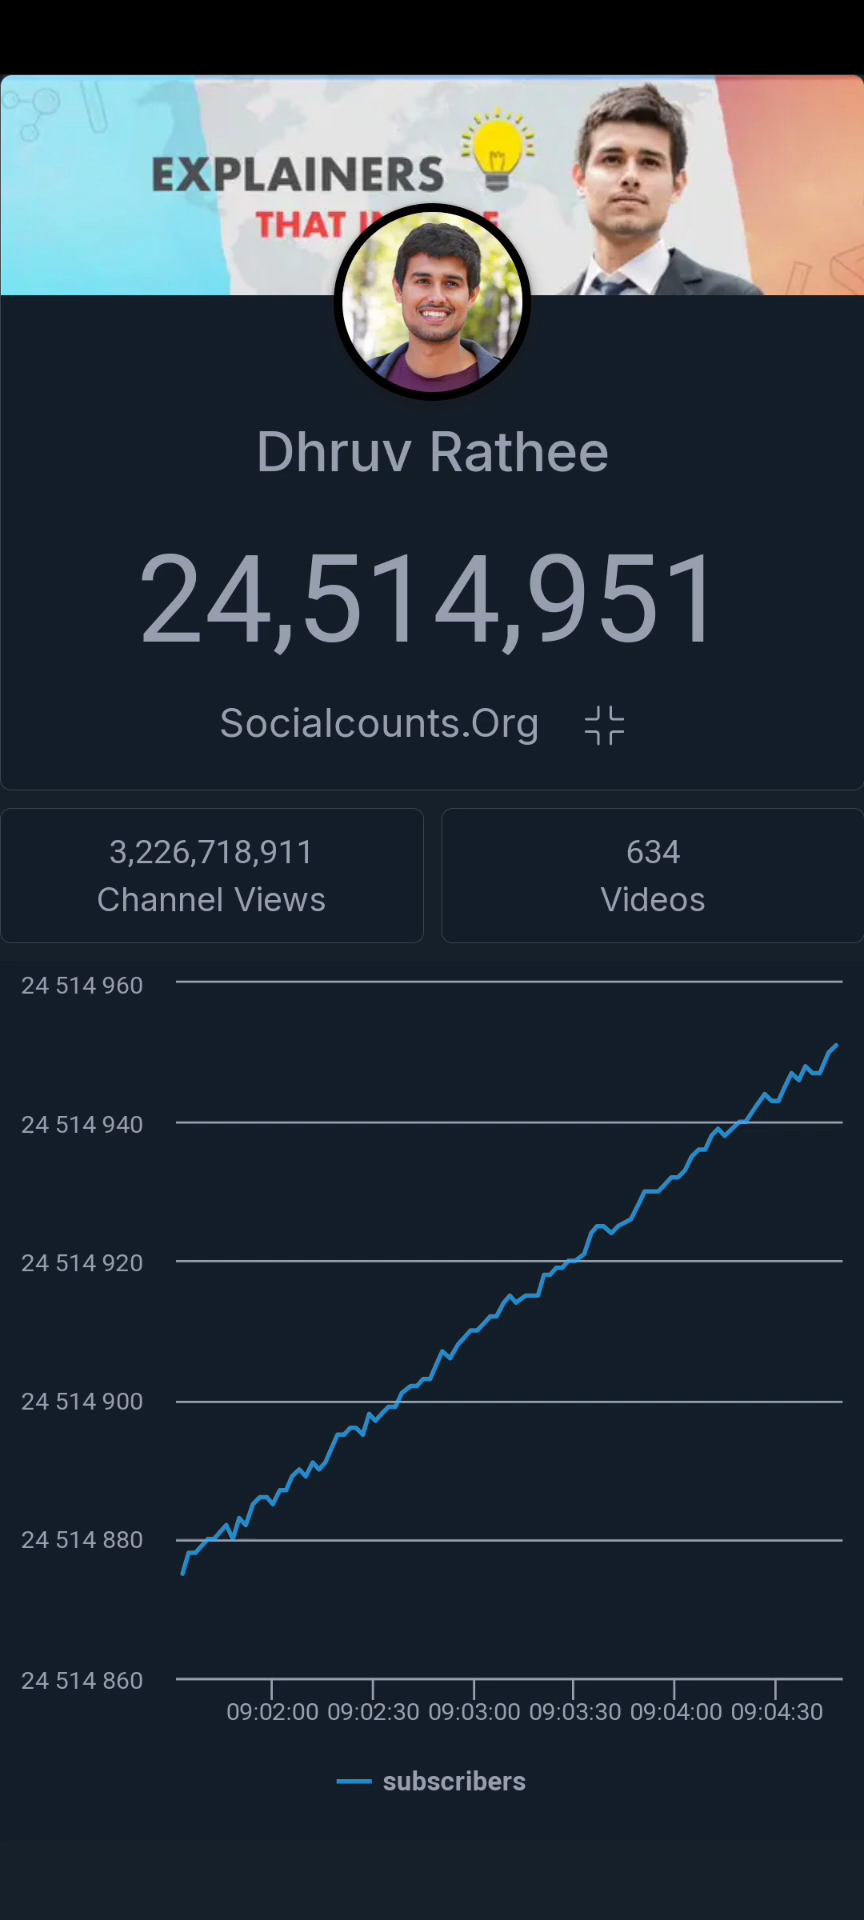 EXPLAINERS
THAT
Dhruv Rathee
24,514,951
Socialcounts.Org
3,226,718,911
Channel Views
634
Videos
24 514 960
24 514 940
24 514 920
24 514 900
24 514 880
24 514 860
09:02:00 09:02:30 09:03:00 09:03:30 09:04:00 09:04:30
subscribers